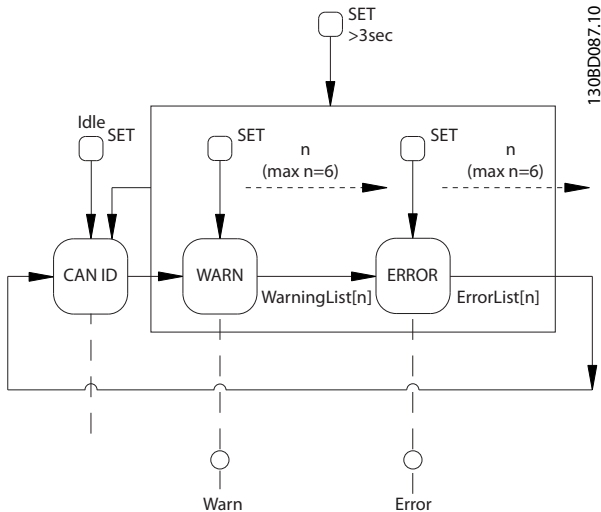 SET
>3sec
130BD087.10
Idle
SET
SET
n
(max n=6)
SET
n
(max n=6)
CAN ID
WARN
WarningList[n]
ERROR
ErrorList[n]
Warn
Error